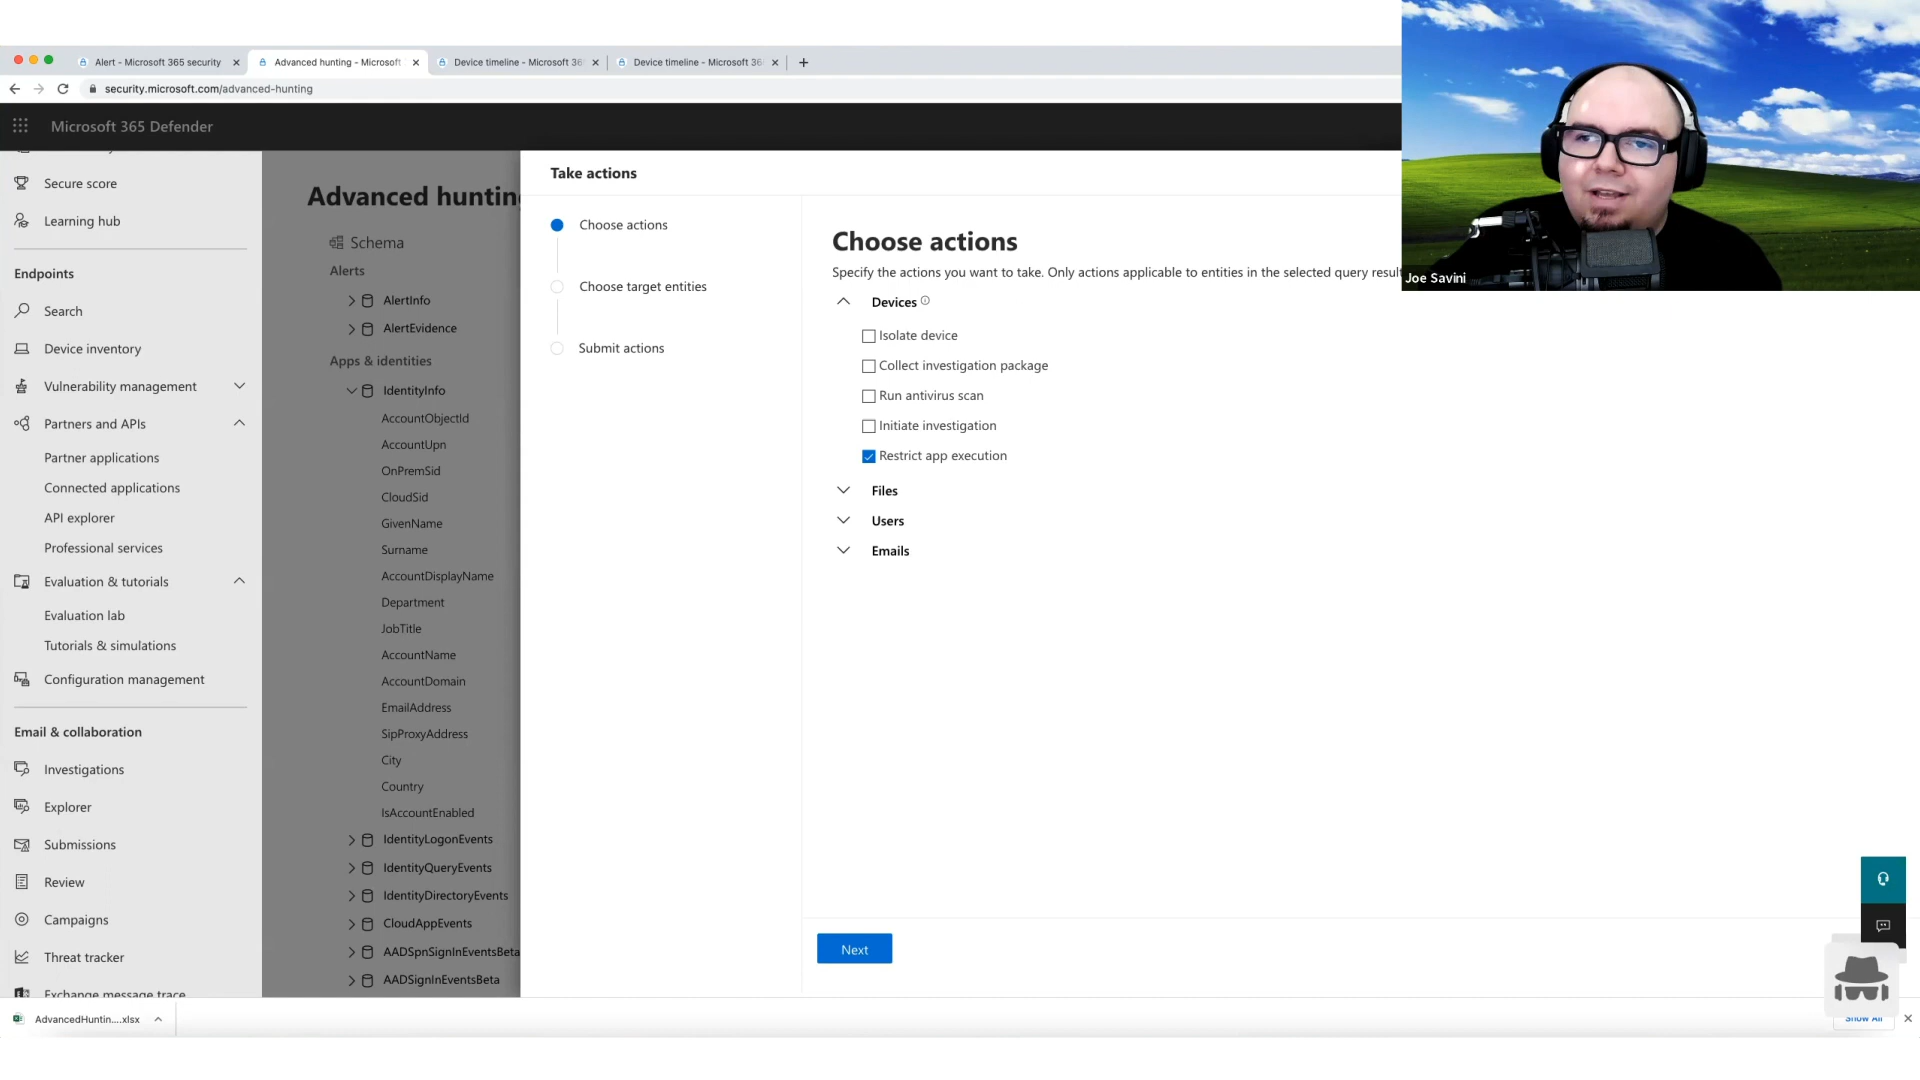 Alert - Microsoft 365 security
Advanced hunting - Microsoft
Device timeline - Microsoft 36
Device timeline - Microsoft 36
security.microsoft.com/advanced-hunting
Microsoft 365 Defender
Secure score
Learning hub
Endpoints
Search
Device inventory
Vulnerability management
Partners and APIs
Partner applications
Connected applications
API explorer
Professional services
Evaluation & tutorials
Evaluation lab
Tutorials & simulations
Configuration management
Email & collaboration
Investigations
Explorer
Submissions
Review
Campaigns
Threat tracker
Exchange message trace
Advanced huntin
Schema
Alerts
AlertInfo
AlertEvidence
Apps & identities
IdentityInfo
AccountObjectId
AccountUpn
OnPremSid
CloudSid
GivenName
Surname
AccountDisplayName
Department
JobTitle
AccountName
AccountDomain
EmailAddress
SipProxyAddress
City
Country
IsAccountEnabled
IdentityLogonEvents
IdentityQueryEvents
IdentityDirectoryEvents
CloudAppEvents
AADSpnSignInEventsBeta
AADSignInEventsBeta
Take actions
Choose actions
Choose target entities
Submit actions
Choose actions
Specify the actions you want to take. Only actions applicable to entities in the selected query resul
Devices
Isolate device
Collect investigation package
Run antivirus scan
Initiate investigation
Restrict app execution
Files
Users
Emails
Next
Joe Savini
AdvancedHuntin....xlsx
Show All